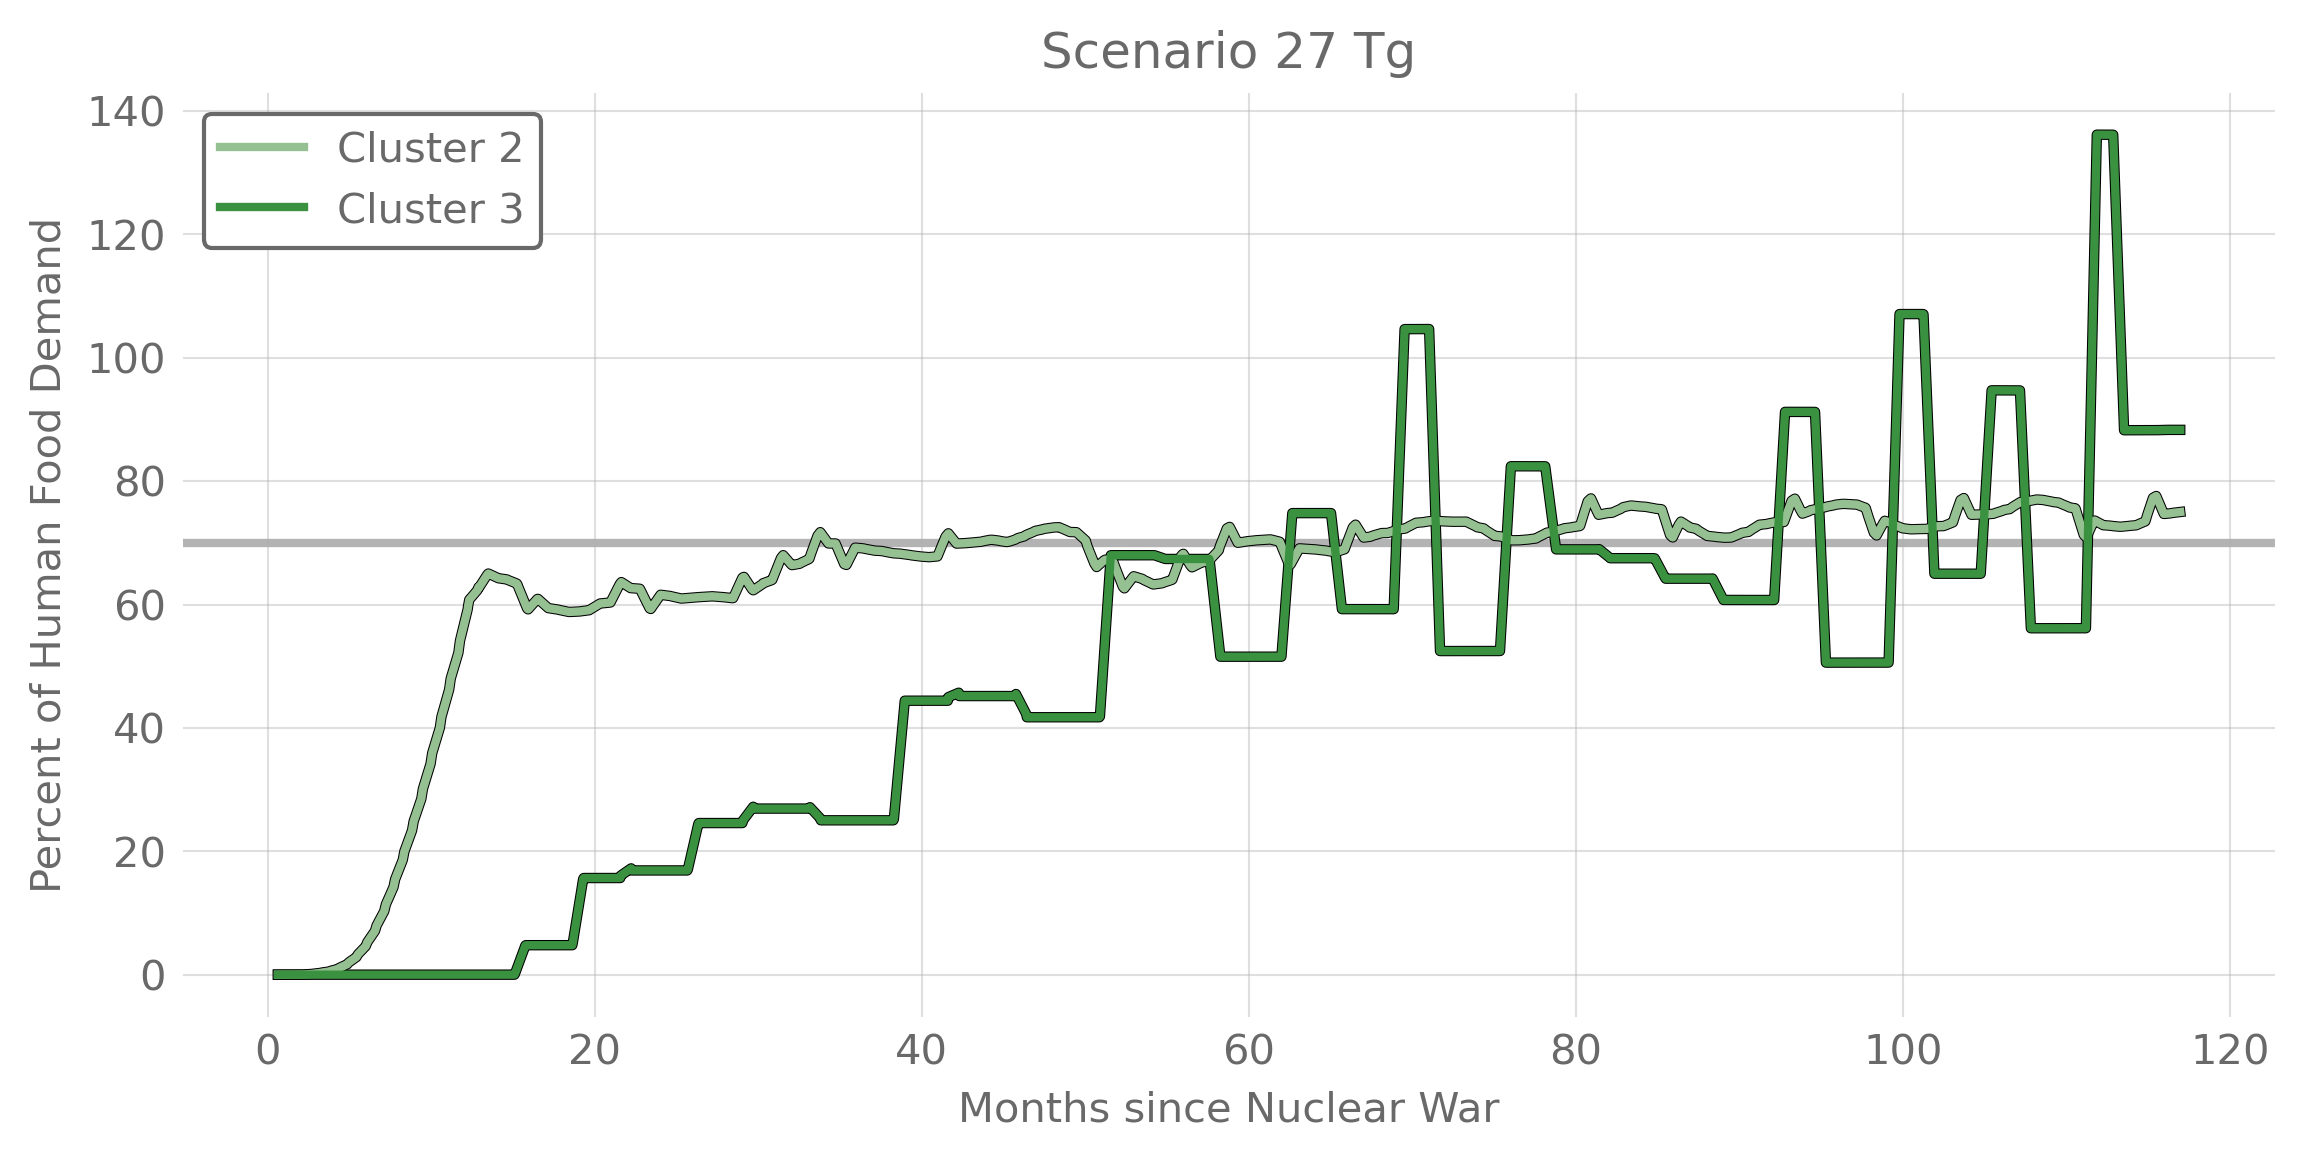 Scenario 27 Tg
Cluster 2
Cluster 3
Percent of Human Food Demand
140
120
100
80
60
40
20
0
0 20 40 60 80 100 120
Months since Nuclear War